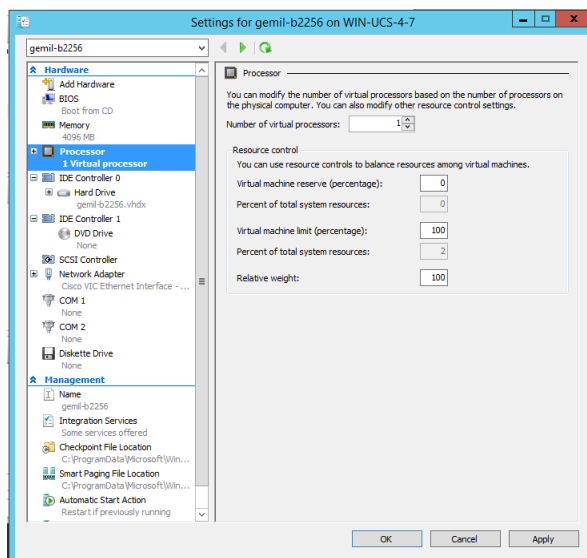 Settings for gemil-b2256 on WIN-UCS-4-7
gemil-b2256
Hardware
Add Hardware
BIOS
Boot from CD
Memory
4096 MB
Processor
1 Virtual processor
IDE Controller 0
Hard Drive
gemil-b2256.vhdx
IDE Controller 1
DVD Drive
None
SCSI Controller
Network Adapter
Cisco VIC Ethernet Interface - ...
COM 1
None
COM 2
None
Diskette Drive
None
Management
Name
gemil-b2256
Integration Services
Some services offered
Checkpoint File Location
C:\ProgramData\Microsoft\Win...
Smart Paging File Location
C:\ProgramData\Microsoft\Win...
Automatic Start Action
Restart if previously running
Processor
You can modify the number of virtual processors based on the number of processors on
the physical computer. You can also modify other resource control settings.
Number of virtual processors: 1
Resource control
You can use resource controls to balance resources among virtual machines.
Virtual machine reserve (percentage): 0
Percent of total system resources: 0
Virtual machine limit (percentage): 100
Percent of total system resources: 2
Relative weight: 100
OK Cancel Apply